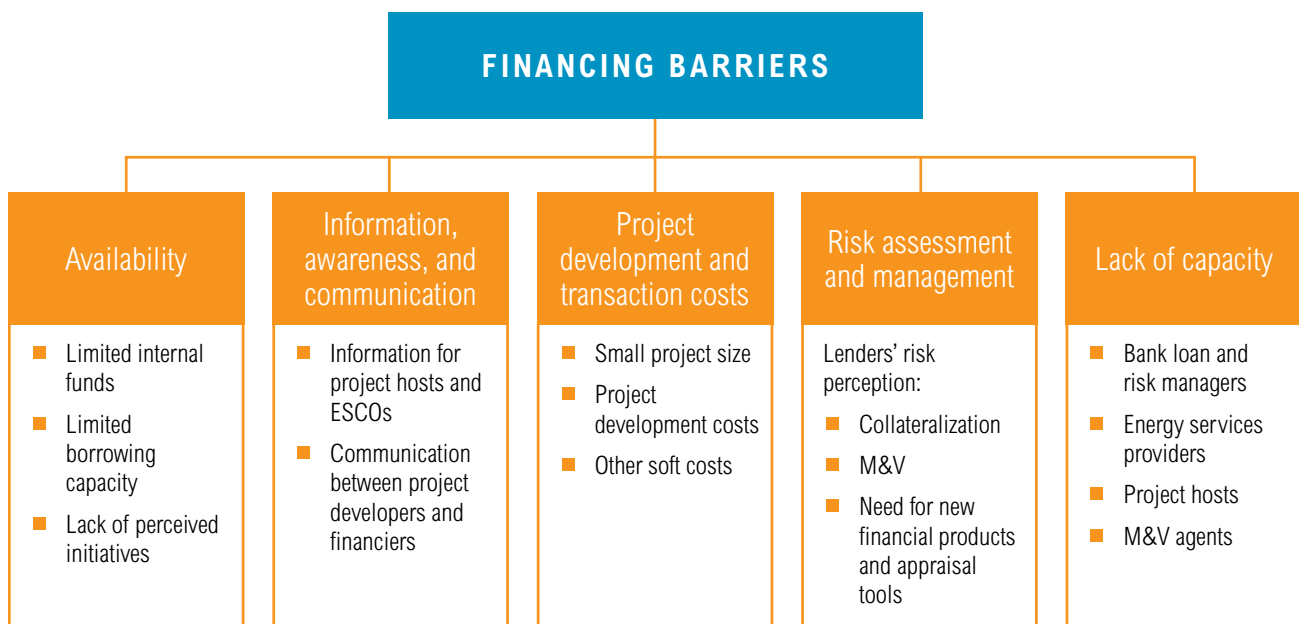 FINANCING BARRIERS
Availability
Limited internal
funds
Limited
borrowing
capacity
Lack of perceived
initiatives
Information,
awareness, and
communication
Information for
project hosts and
ESCOs
Communication
between project
developers and
financiers
Project
development and
transaction costs
Small project size
Project
development costs
Other soft costs
Risk assessment
and management
Lenders’ risk
perception:
Collateralization
M&V
Need for new
financial products
and appraisal
tools
Lack of capacity
Bank loan and
risk managers
Energy services
providers
Project hosts
M&V agents